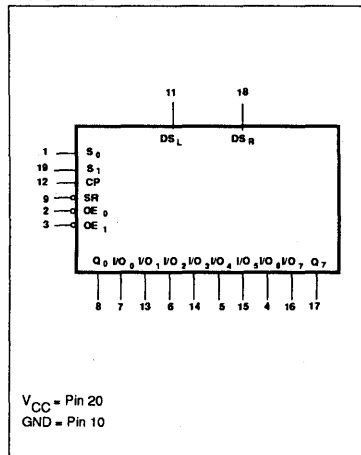 11 18
DS L DS R
1 S 0
19 S 1
12 CP
9 SR
2 OE 0
3 OE 1
Q 0 I/O 0 I/O 1 I/O 2 I/O 3 I/O 4 I/O 5 I/O 6 I/O 7 Q 7
8 7 13 6 14 5 15 4 16 17
V CC = Pin 20
GND = Pin 10